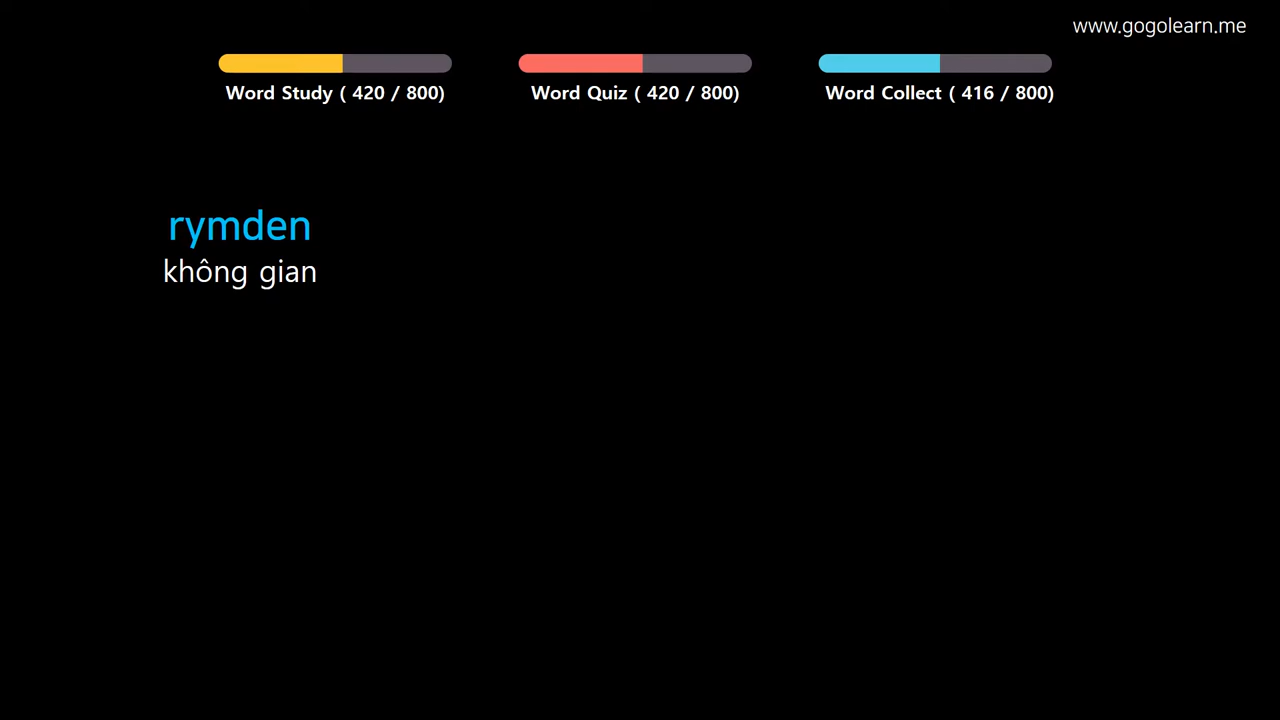 www.gogolearn.me
Word Study ( 420 / 800)
Word Quiz ( 420 / 800)
Word Collect ( 416 / 800)
rymden
không gian